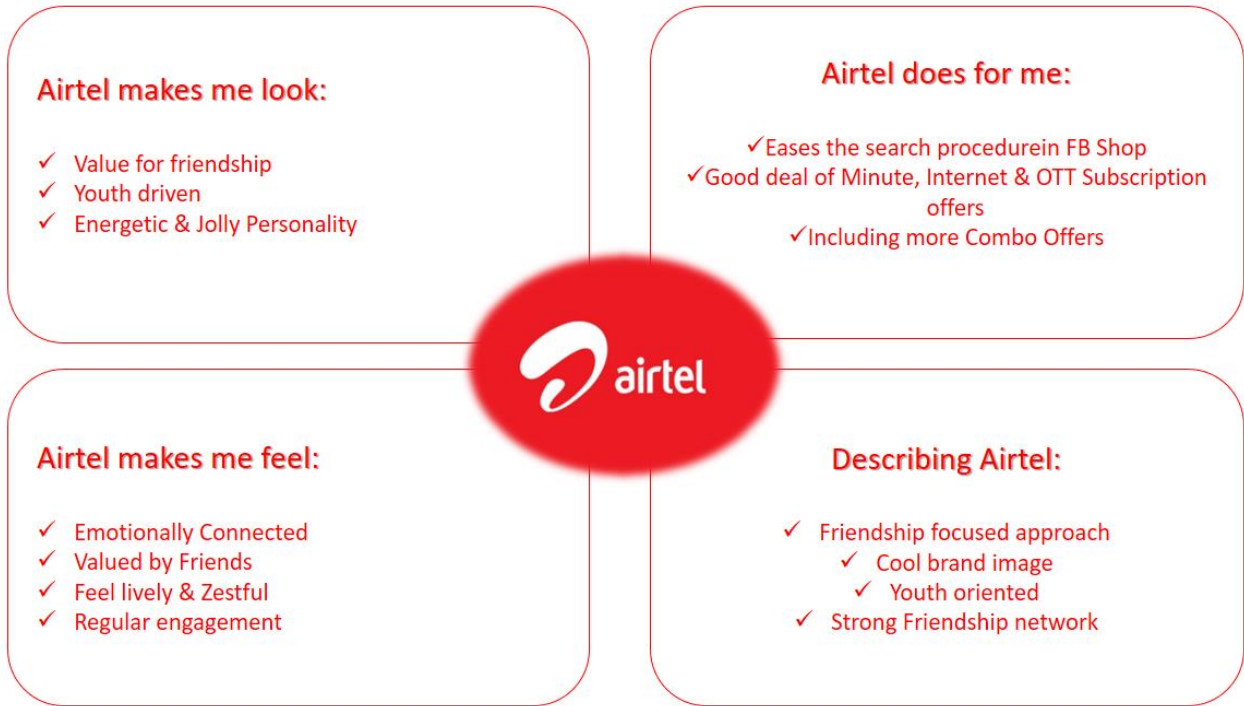 Airtel makes me look:
✓ Value for friendship
✓ Youth driven
✓ Energetic & Jolly Personality
Airtel does for me:
✓Eases the search procedurein FB Shop
✓Good deal of Minute, Internet & OTT Subscription
offers
✓Including more Combo Offers
airtel
Airtel makes me feel:
✓ Emotionally Connected
✓ Valued by Friends
✓ Feel lively & Zestful
✓ Regular engagement
Describing Airtel:
✓ Friendship focused approach
✓ Cool brand image
✓ Youth oriented
✓ Strong Friendship network